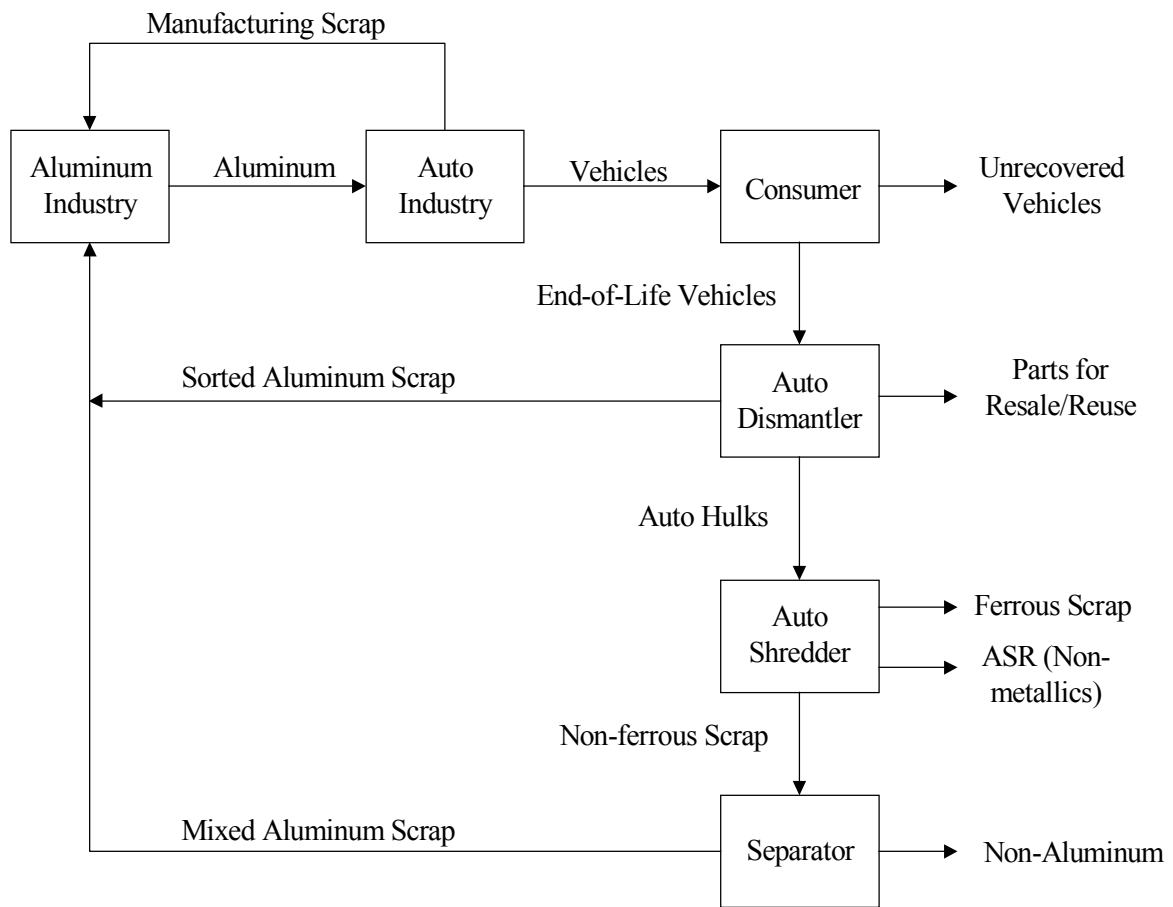 Manufacturing Scrap
Aluminum
Industry
Aluminum
Auto
Industry
Vehicles
Consumer
Unrecovered
Vehicles
End-of-Life Vehicles
Sorted Aluminum Scrap
Auto
Dismantler
Parts for
Resale/Reuse
Auto Hulks
Auto
Shredder
Ferrous Scrap
ASR (Non-
metallics)
Non-ferrous Scrap
Mixed Aluminum Scrap
Separator
Non-Aluminum